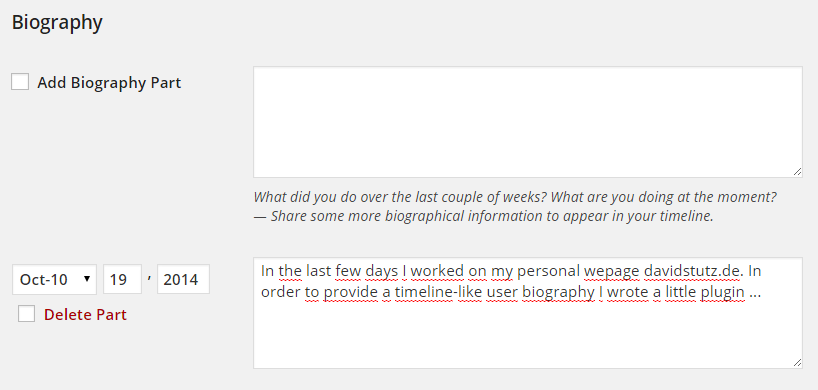 Biography
Add Biography Part
What did you do over the last couple of weeks? What are you doing at the moment?
— Share some more biographical information to appear in your timeline.
Oct-10 19 , 2014
Delete Part
In the last few days I worked on my personal wepage davidstutz.de. In
order to provide a timeline-like user biography I wrote a little plugin ...